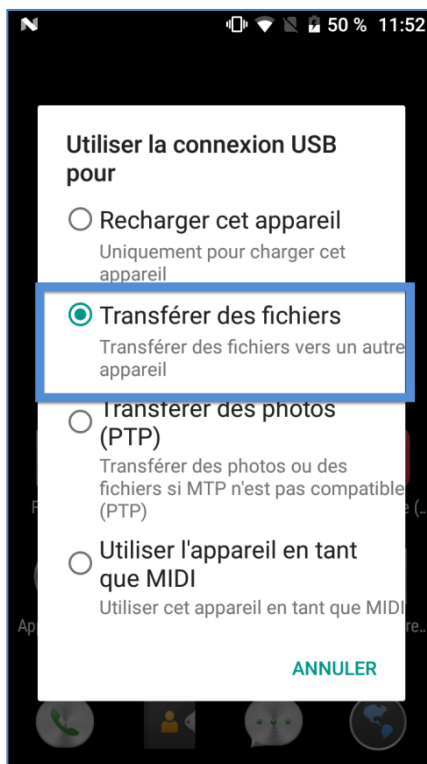 50 % 11:52
Utiliser la connexion USB
pour
Recharger cet appareil
Uniquement pour charger cet
appareil
Transférer des fichiers
Transférer des fichiers vers un autre
appareil
Transférer des photos
(PTP)
Transférer des photos ou des
fichiers si MTP n'est pas compatible
(PTP)
Utiliser l'appareil en tant
que MIDI
Utiliser cet appareil en tant que MIDI
ANNULER